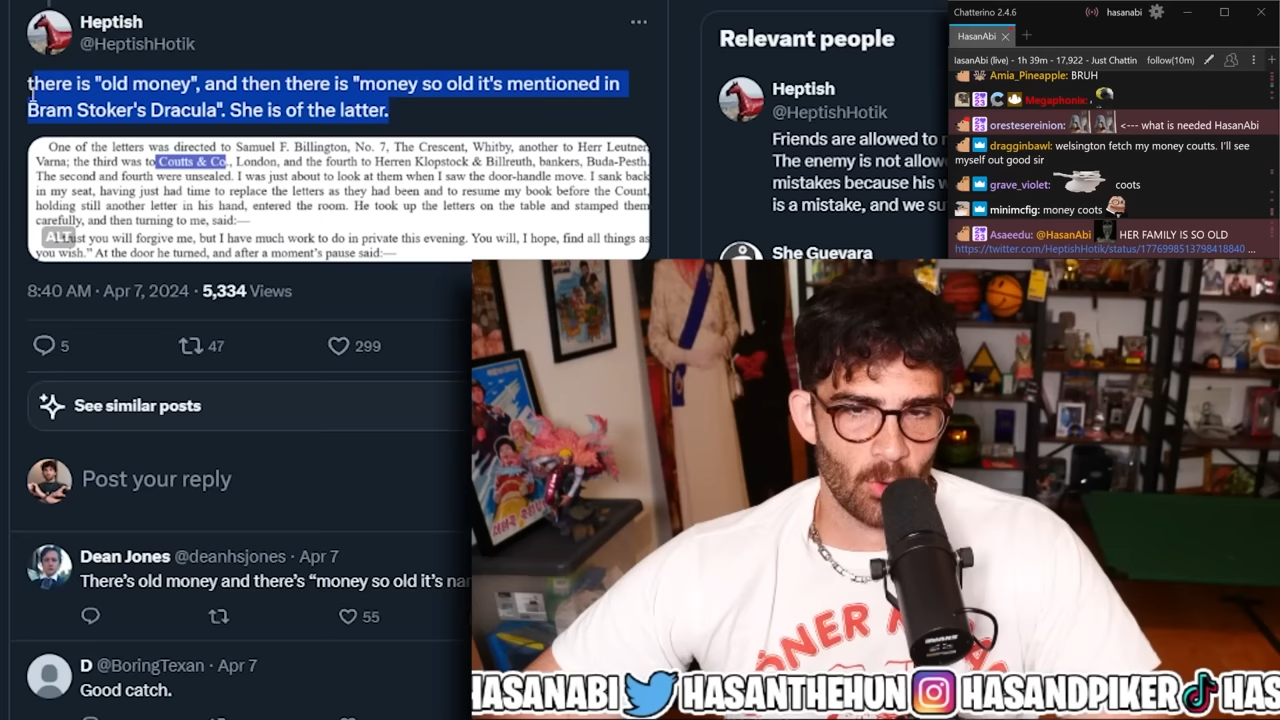 Heptish
@HeptishHotik
there is "old money", and then there is "money so old it's mentioned in
Bram Stoker's Dracula". She is of the latter.
One of the letters was directed to Samuel F. Billington, No. 7, The Crescent, Whitby, another to Herr Leutner,
Varna; the third was to Coutts & Co., London, and the fourth to Herren Klopstock & Billreuth, bankers, Buda-Pesth.
The second and fourth were unsealed. I was just about to look at them when I saw the door-handle move. I sank back
in my seat, having just had time to replace the letters as they had been and to resume my book before the Count,
holding still another letter in his hand, entered the room. He took up the letters on the table and stamped them
carefully, and then turning to me, said:—
ust you will forgive me, but I have much work to do in private this evening. You will, I hope, find all things as
you wish.” At the door he turned, and after a moment's pause said:—
ALT
8:40 AM · Apr 7, 2024 · 5,334 Views
5
47
299
See similar posts
Post your reply
Dean Jones @deanhsjones · Apr 7
There’s old money and there’s “money so old it’s nar
55
D @BoringTexan · Apr 7
Good catch.
Relevant people
Heptish
@HeptishHotik
Friends are allowed to r
The enemy is not allow
mistakes because his w
is a mistake, and we su
She Guevara
Chatterino 2.4.6
hasanabi
HasanAbi
IasanAbi (live) - 1h 39m - 17,922 - Just Chattin
follow(10m)
Amia_Pineapple: BRUH
Megaphonix:
orestesereinion: <--- what is needed HasanAbi
dragginbawl: welsington fetch my money coutts. I'll see
myself out good sir
grave_violet: coots
minimcfig: money coots
Asaeedu: @HasanAbi HER FAMILY IS SO OLD
https://twitter.com/HeptishHotik/status/1776998513798418840 ...
ÖNER K
HASANABI HASANTHEHUN HASANDPIKER HAS